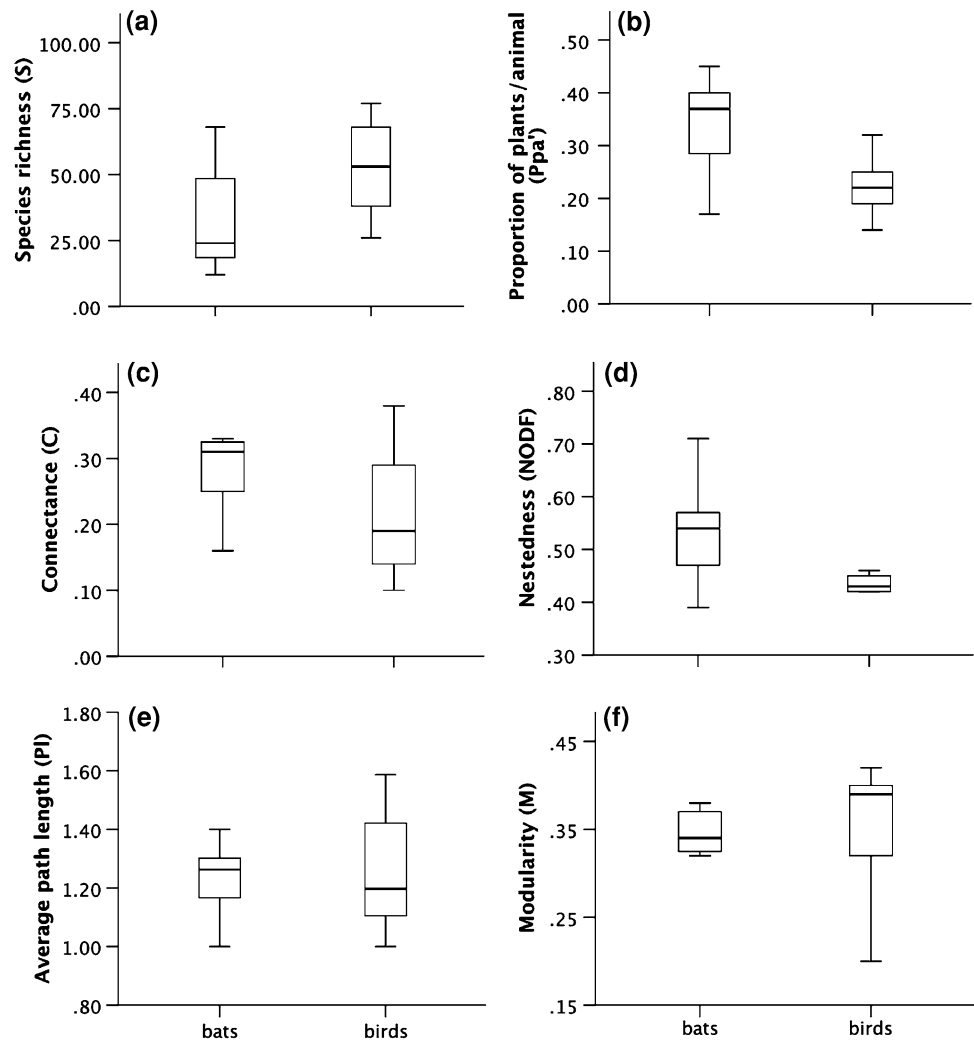 (a)
Species richness (S)
100.00
75.00
50.00
25.00
.00
(b)
Proportion of plants/animal
(Ppa')
.50
.40
.30
.20
.10
.00
(c)
Connectance (C)
.40
.30
.20
.10
.00
(d)
Nestedness (NODF)
.80
.70
.60
.50
.40
.30
(e)
Average path length (Pl)
1.80
1.60
1.40
1.20
1.00
.80
bats
birds
(f)
Modularity (M)
.45
.35
.25
.15
bats
birds